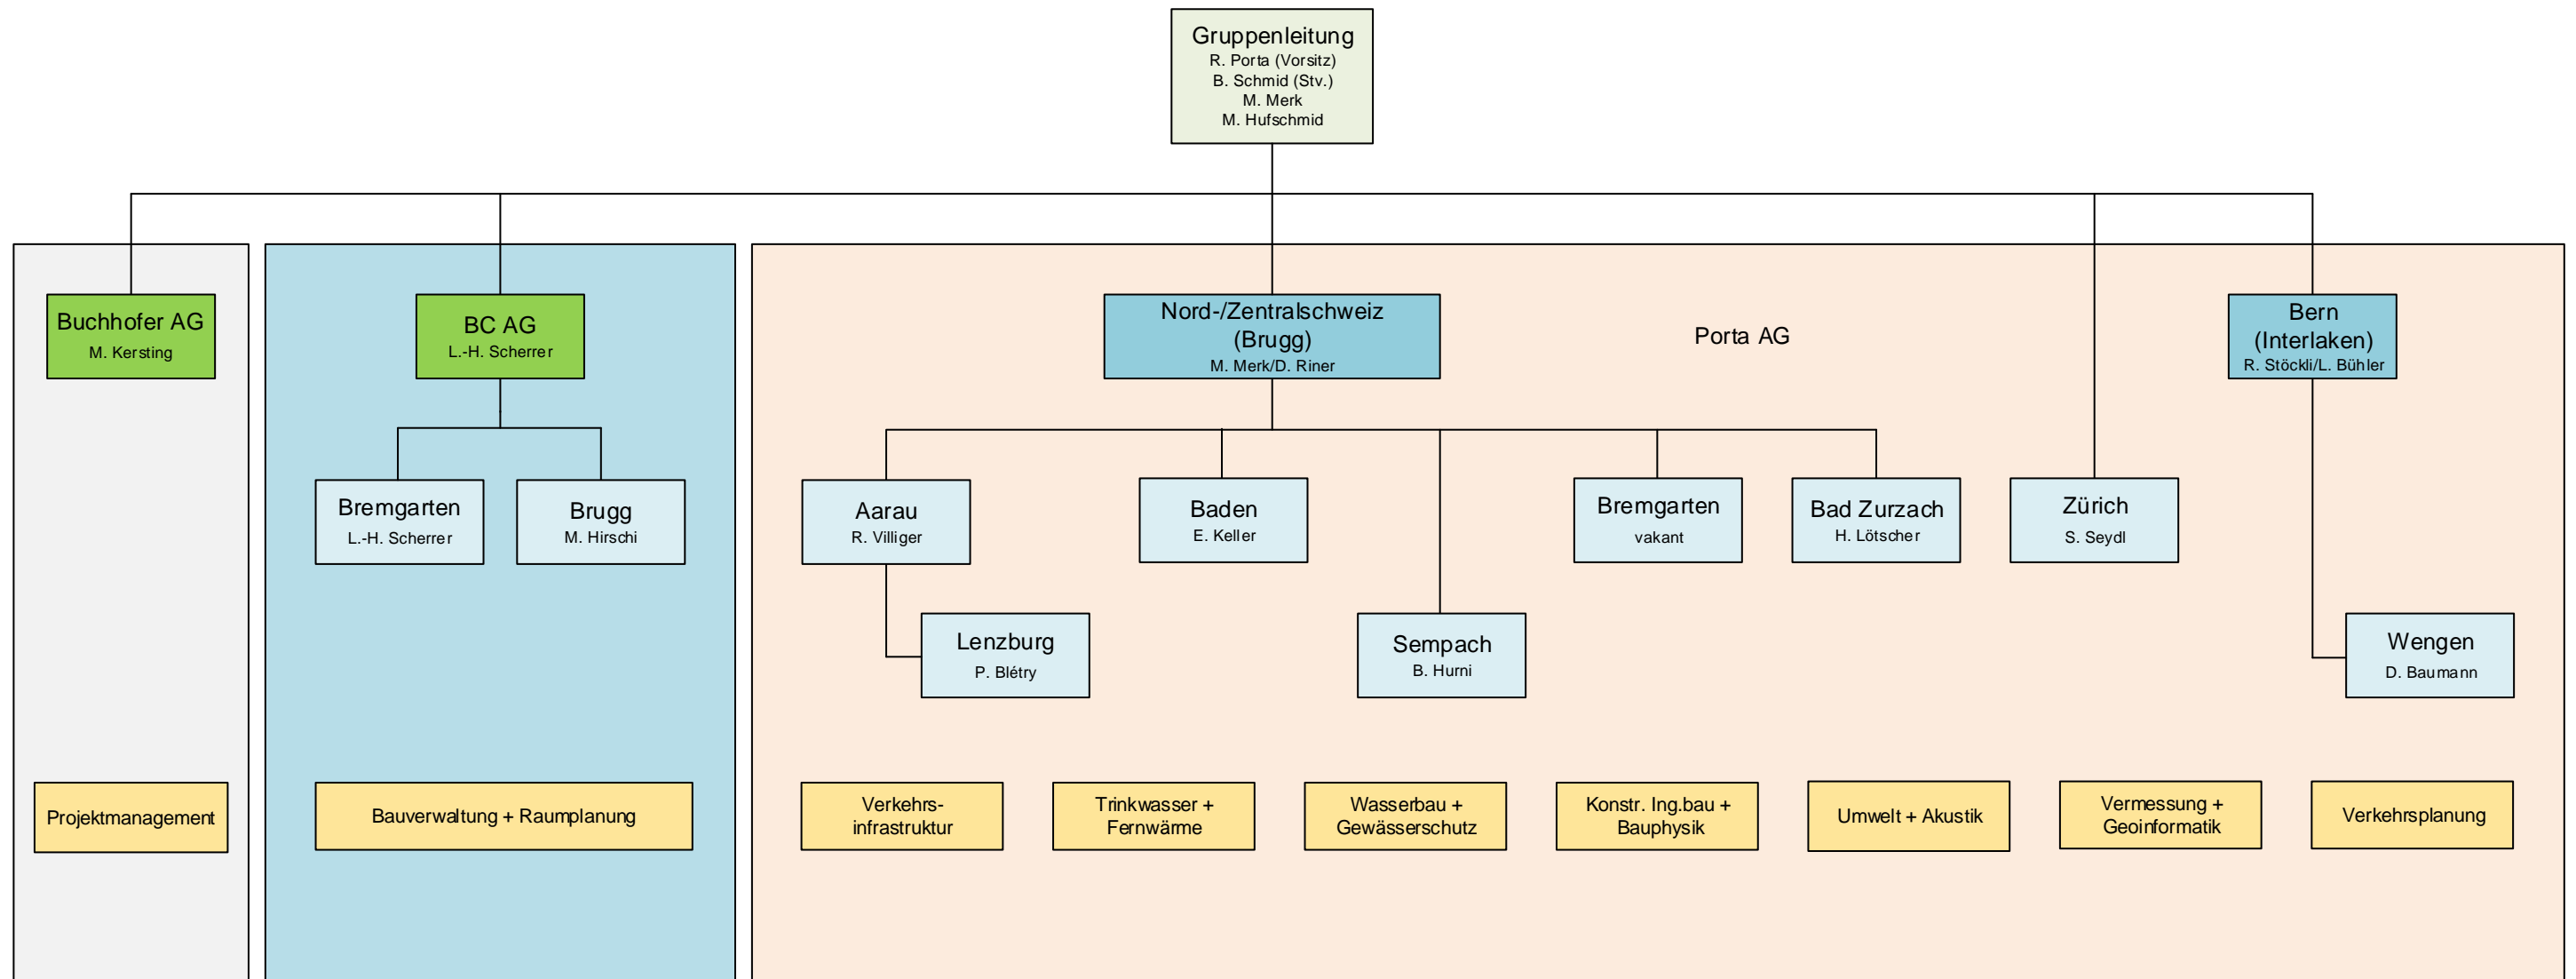 Gruppenleitung
R. Porta (Vorsitz)
B. Schmid (Stv.)
M. Merk
M. Hufschmid
Buchhofer AG
M. Kersting
BC AG
L.-H. Scherrer
Nord-/Zentralschweiz
(Brugg)
M. Merk/D. Riner
Porta AG
Bern
(Interlaken)
R. Stöckli/L. Bühler
Bremgarten
L.-H. Scherrer
Brugg
M. Hirschi
Aarau
R. Villiger
Baden
E. Keller
Bremgarten
vakant
Bad Zurzach
H. Lötscher
Zürich
S. Seydl
Lenzburg
P. Blétry
Sempach
B. Hurni
Wengen
D. Baumann
Projektmanagement
Bauverwaltung + Raumplanung
Verkehrs-
infrastruktur
Trinkwasser +
Fernwärme
Wasserbau +
Gewässerschutz
Konstr. Ing.bau +
Bauphysik
Umwelt + Akustik
Vermessung +
Geoinformatik
Verkehrsplanung